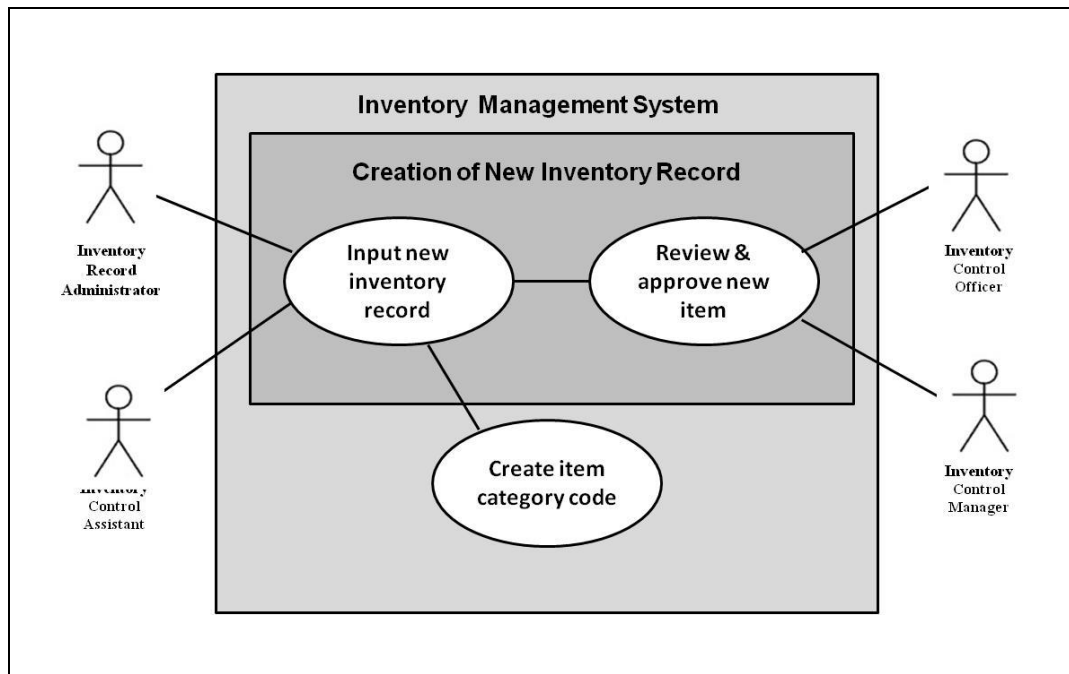 Inventory Management System
Creation of New Inventory Record
Inventory
Record
Administrator
Input new
inventory
record
Review &
approve new
item
Inventory
Control
Officer
Inventory
Control
Assistant
Create item
category code
Inventory
Control
Manager